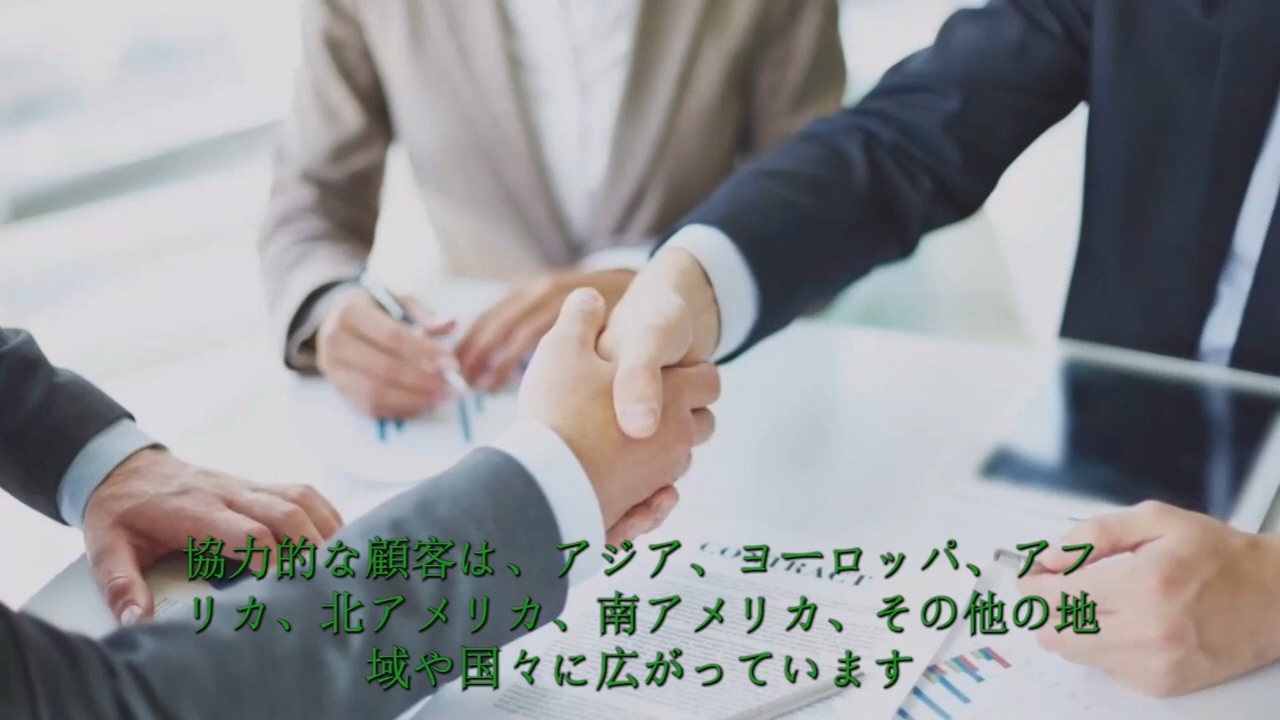 協力的な顧客は、アジア、ヨーロッパ、アフ
リカ、北アメリカ、南アメリカ、その他の地
域や国々に広がっています
CONTRACT